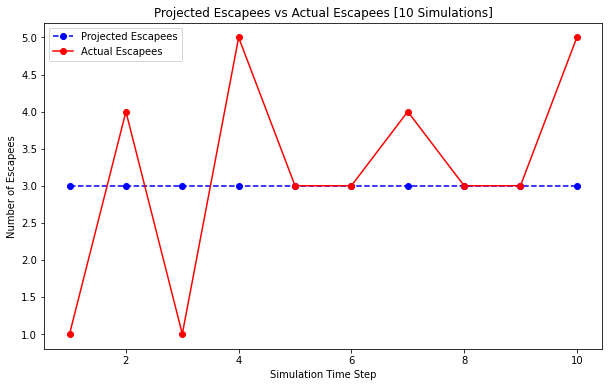 Projected Escapees vs Actual Escapees [10 Simulations]
Projected Escapees
Actual Escapees
5.0
4.5
4.0
3.5
3.0
2.5
2.0
1.5
1.0
Number of Escapees
2
4
6
8
10
Simulation Time Step